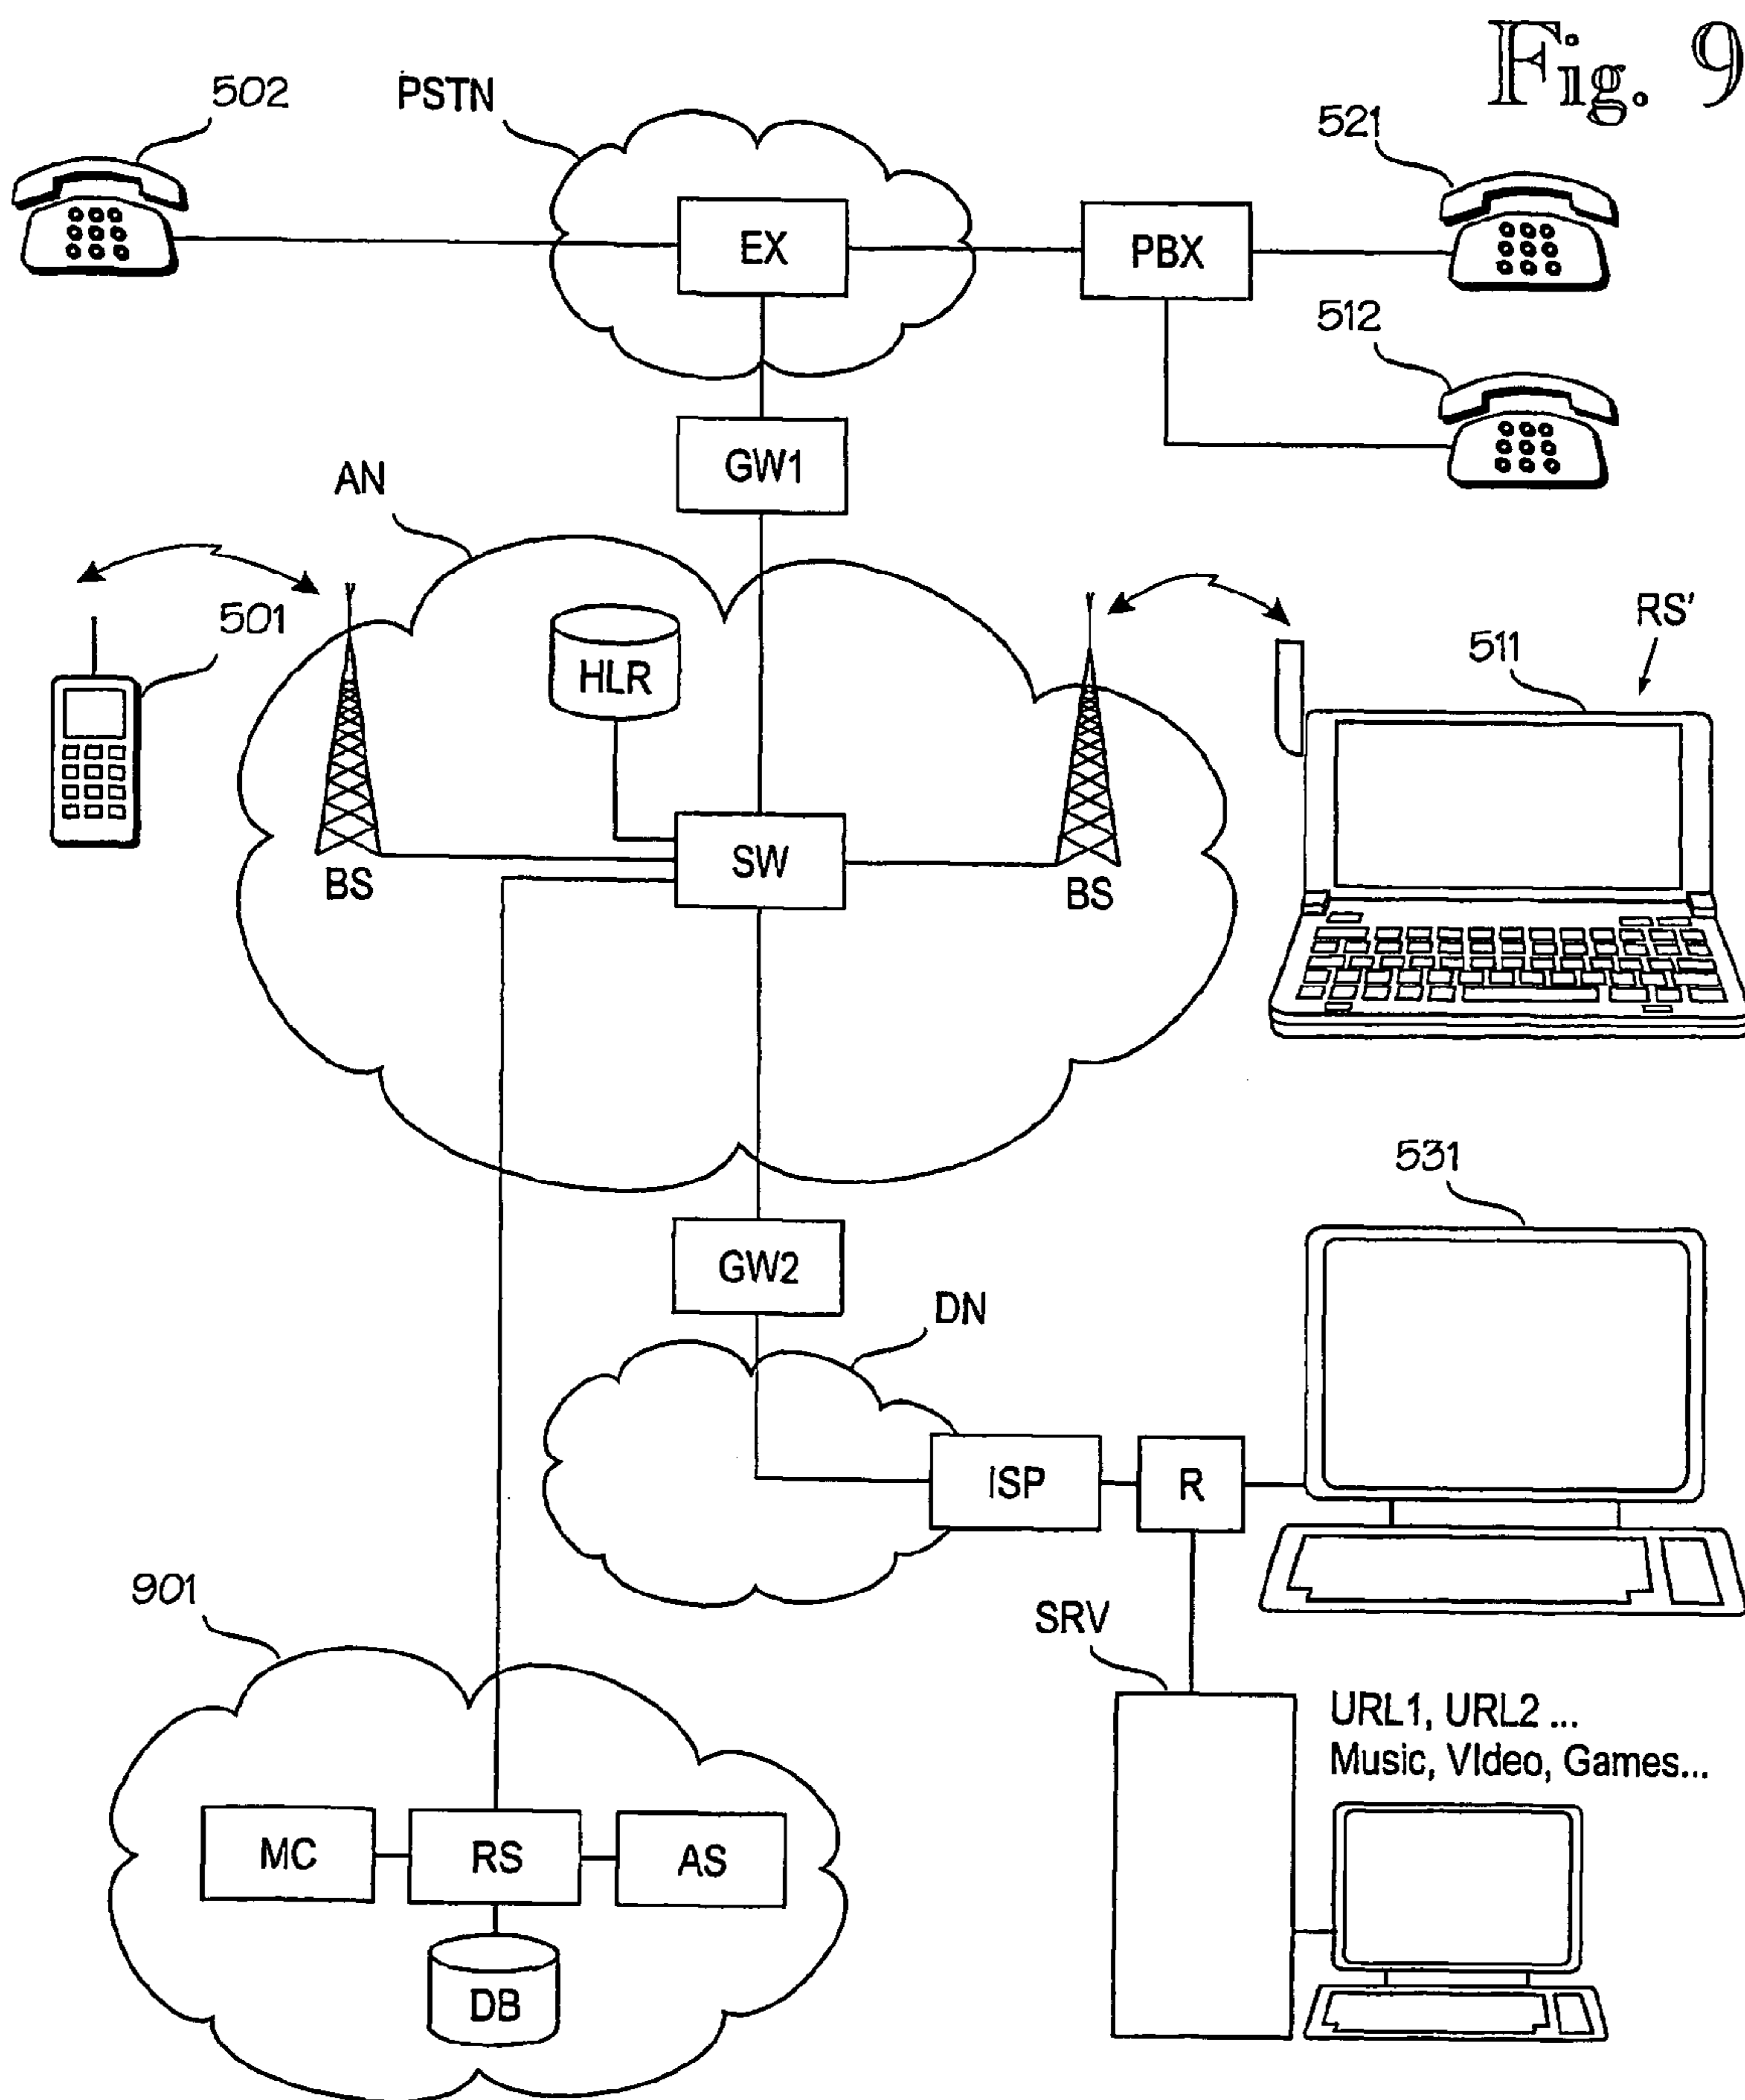 Fig. 9
502
PSTN
521
EX
PBX
512
GW1
AN
501
HLR
RS'
511
SW
BS
BS
531
GW2
DN
ISP
R
901
SRV
URL1, URL2 ...
Music, VIdeo, Games...
MC
RS
AS
DB